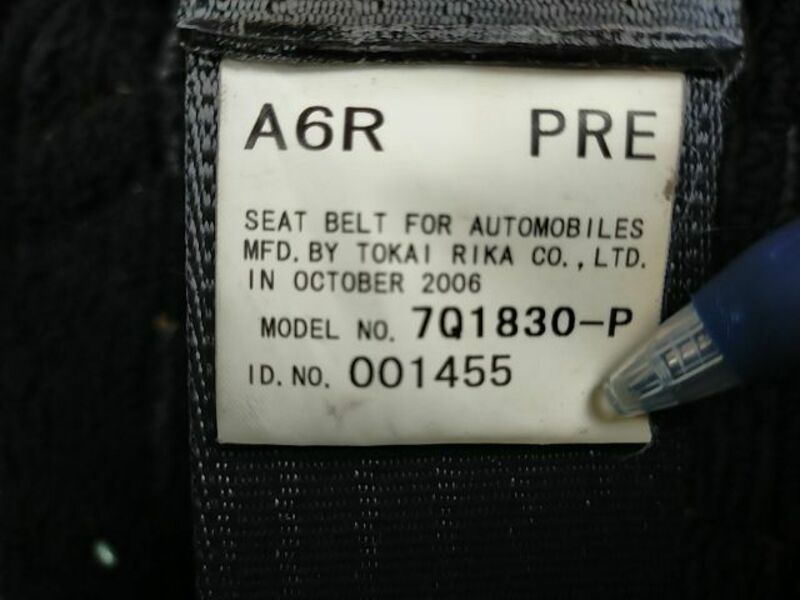 A6R PRE
SEAT BELT FOR AUTOMOBILES
MFD. BY TOKAI RIKA CO., LTD.
IN OCTOBER 2006
MODEL NO. 7Q1830-P
ID. NO. 001455